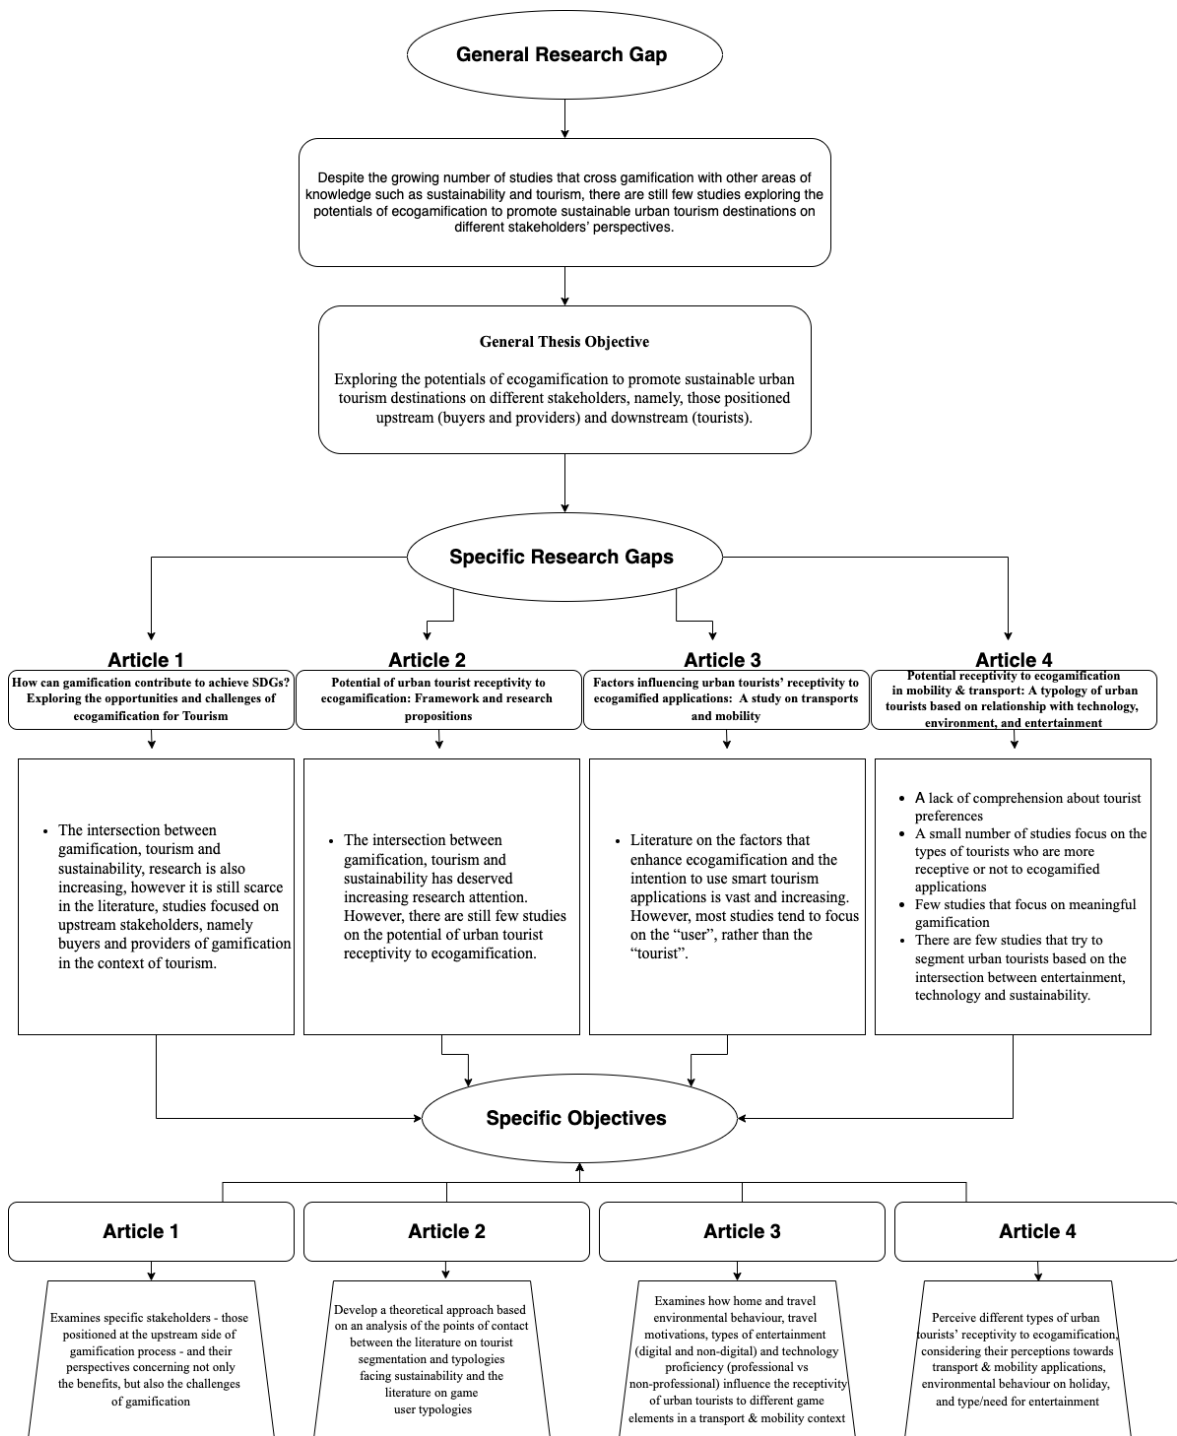 General Research Gap
Despite the growing number of studies that cross gamification with other areas of
knowledge such as sustainability and tourism, there are still few studies exploring the
potentials of ecogamification to promote sustainable urban tourism destinations on
different stakeholders' perspectives.
General Thesis Objective
Exploring the potentials of ecogamification to promote sustainable urban
tourism destinations on different stakeholders, namely, those positioned
upstream (buyers and providers) and downstream (tourists).
Specific Research Gaps
Article 1
How can gamification contribute to achieve SDGs?
Exploring the opportunities and challenges of
ecogamification for Tourism
• The intersection between
gamification, tourism and
sustainability, research is also
increasing, however it is still scarce
in the literature, studies focused on
upstream stakeholders, namely
buyers and providers of gamification
in the context of tourism.
Article 2
Potential of urban tourist receptivity to
ecogamification: Framework and research
propositions
• The intersection between
gamification, tourism and
sustainability has deserved
increasing research attention.
However, there are still few studies
on the potential of urban tourist
receptivity to ecogamification.
Article 3
Factors influencing urban tourists' receptivity to
ecogamified applications: A study on transports
and mobility
• Literature on the factors that
enhance ecogamification and the
intention to use smart tourism
applications is vast and increasing.
However, most studies tend to focus
on the "user", rather than the
"tourist".
Article 4
Potential receptivity to ecogamification
in mobility & transport: A typology of urban
tourists based on relationship with technology,
environment, and entertainment
• A lack of comprehension about tourist
preferences
• A small number of studies focus on the
types of tourists who are more
receptive or not to ecogamified
applications
• Few studies that focus on meaningful
gamification
• There are few studies that try to
segment urban tourists based on the
intersection between entertainment,
technology and sustainability.
Specific Objectives
Article 1
Examines specific stakeholders - those
positioned at the upstream side of
gamification process - and their
perspectives concerning not only
the benefits, but also the challenges
of gamification
Article 2
Develop a theoretical approach based
on an analysis of the points of contact
between the literature on tourist
segmentation and typologies
facing sustainability and the
literature on game
user typologies
Article 3
Examines how home and travel
environmental behaviour, travel
motivations, types of entertainment
(digital and non-digital) and technology
proficiency (professional vs
non-professional) influence the receptivity
of urban tourists to different game
elements in a transport & mobility context
Article 4
Perceive different types of urban
tourists' receptivity to ecogamification,
considering their perceptions towards
transport & mobility applications,
environmental behaviour on holiday,
and type/need for entertainment